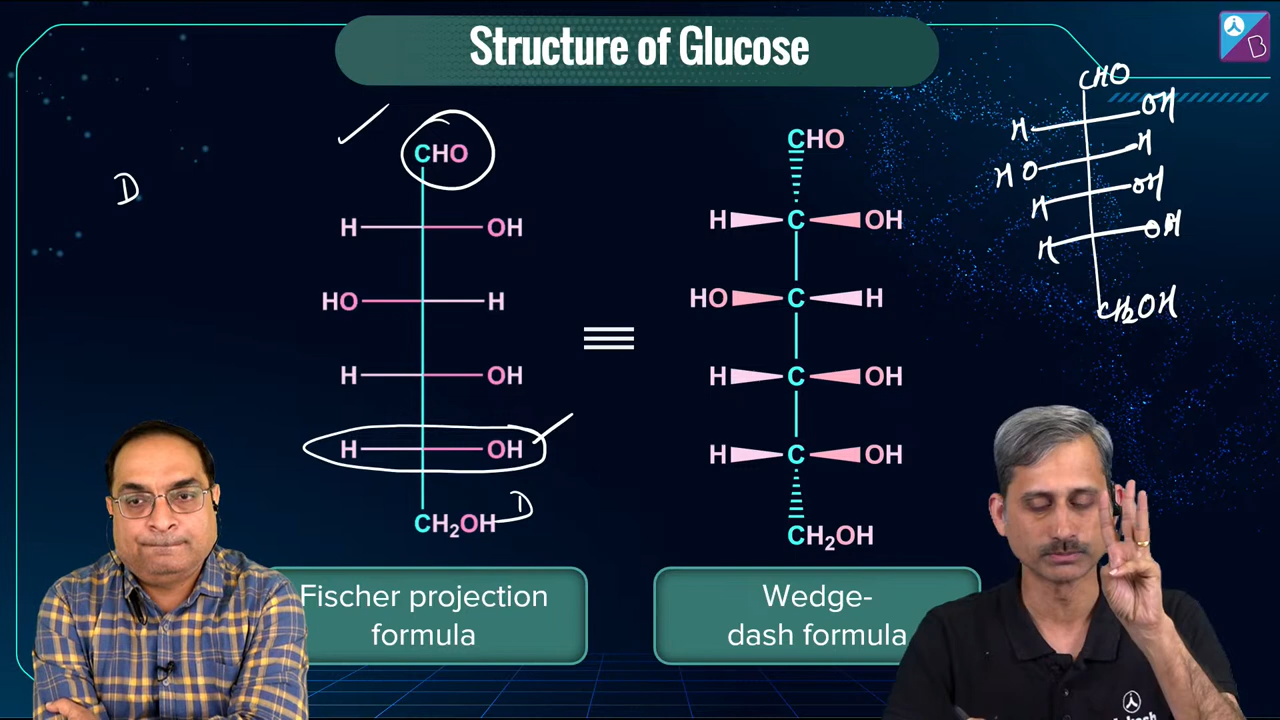 Structure of Glucose
B
D
CHO
H OH
HO H
H OH
H OH
CH₂OH D
Fischer projection
formula
CHO
H C OH
HO C H
H C OH
H C OH
CH₂OH
Wedge-
dash formula
CHO
H OH
HO H
H OH
H OH
CH₂OH